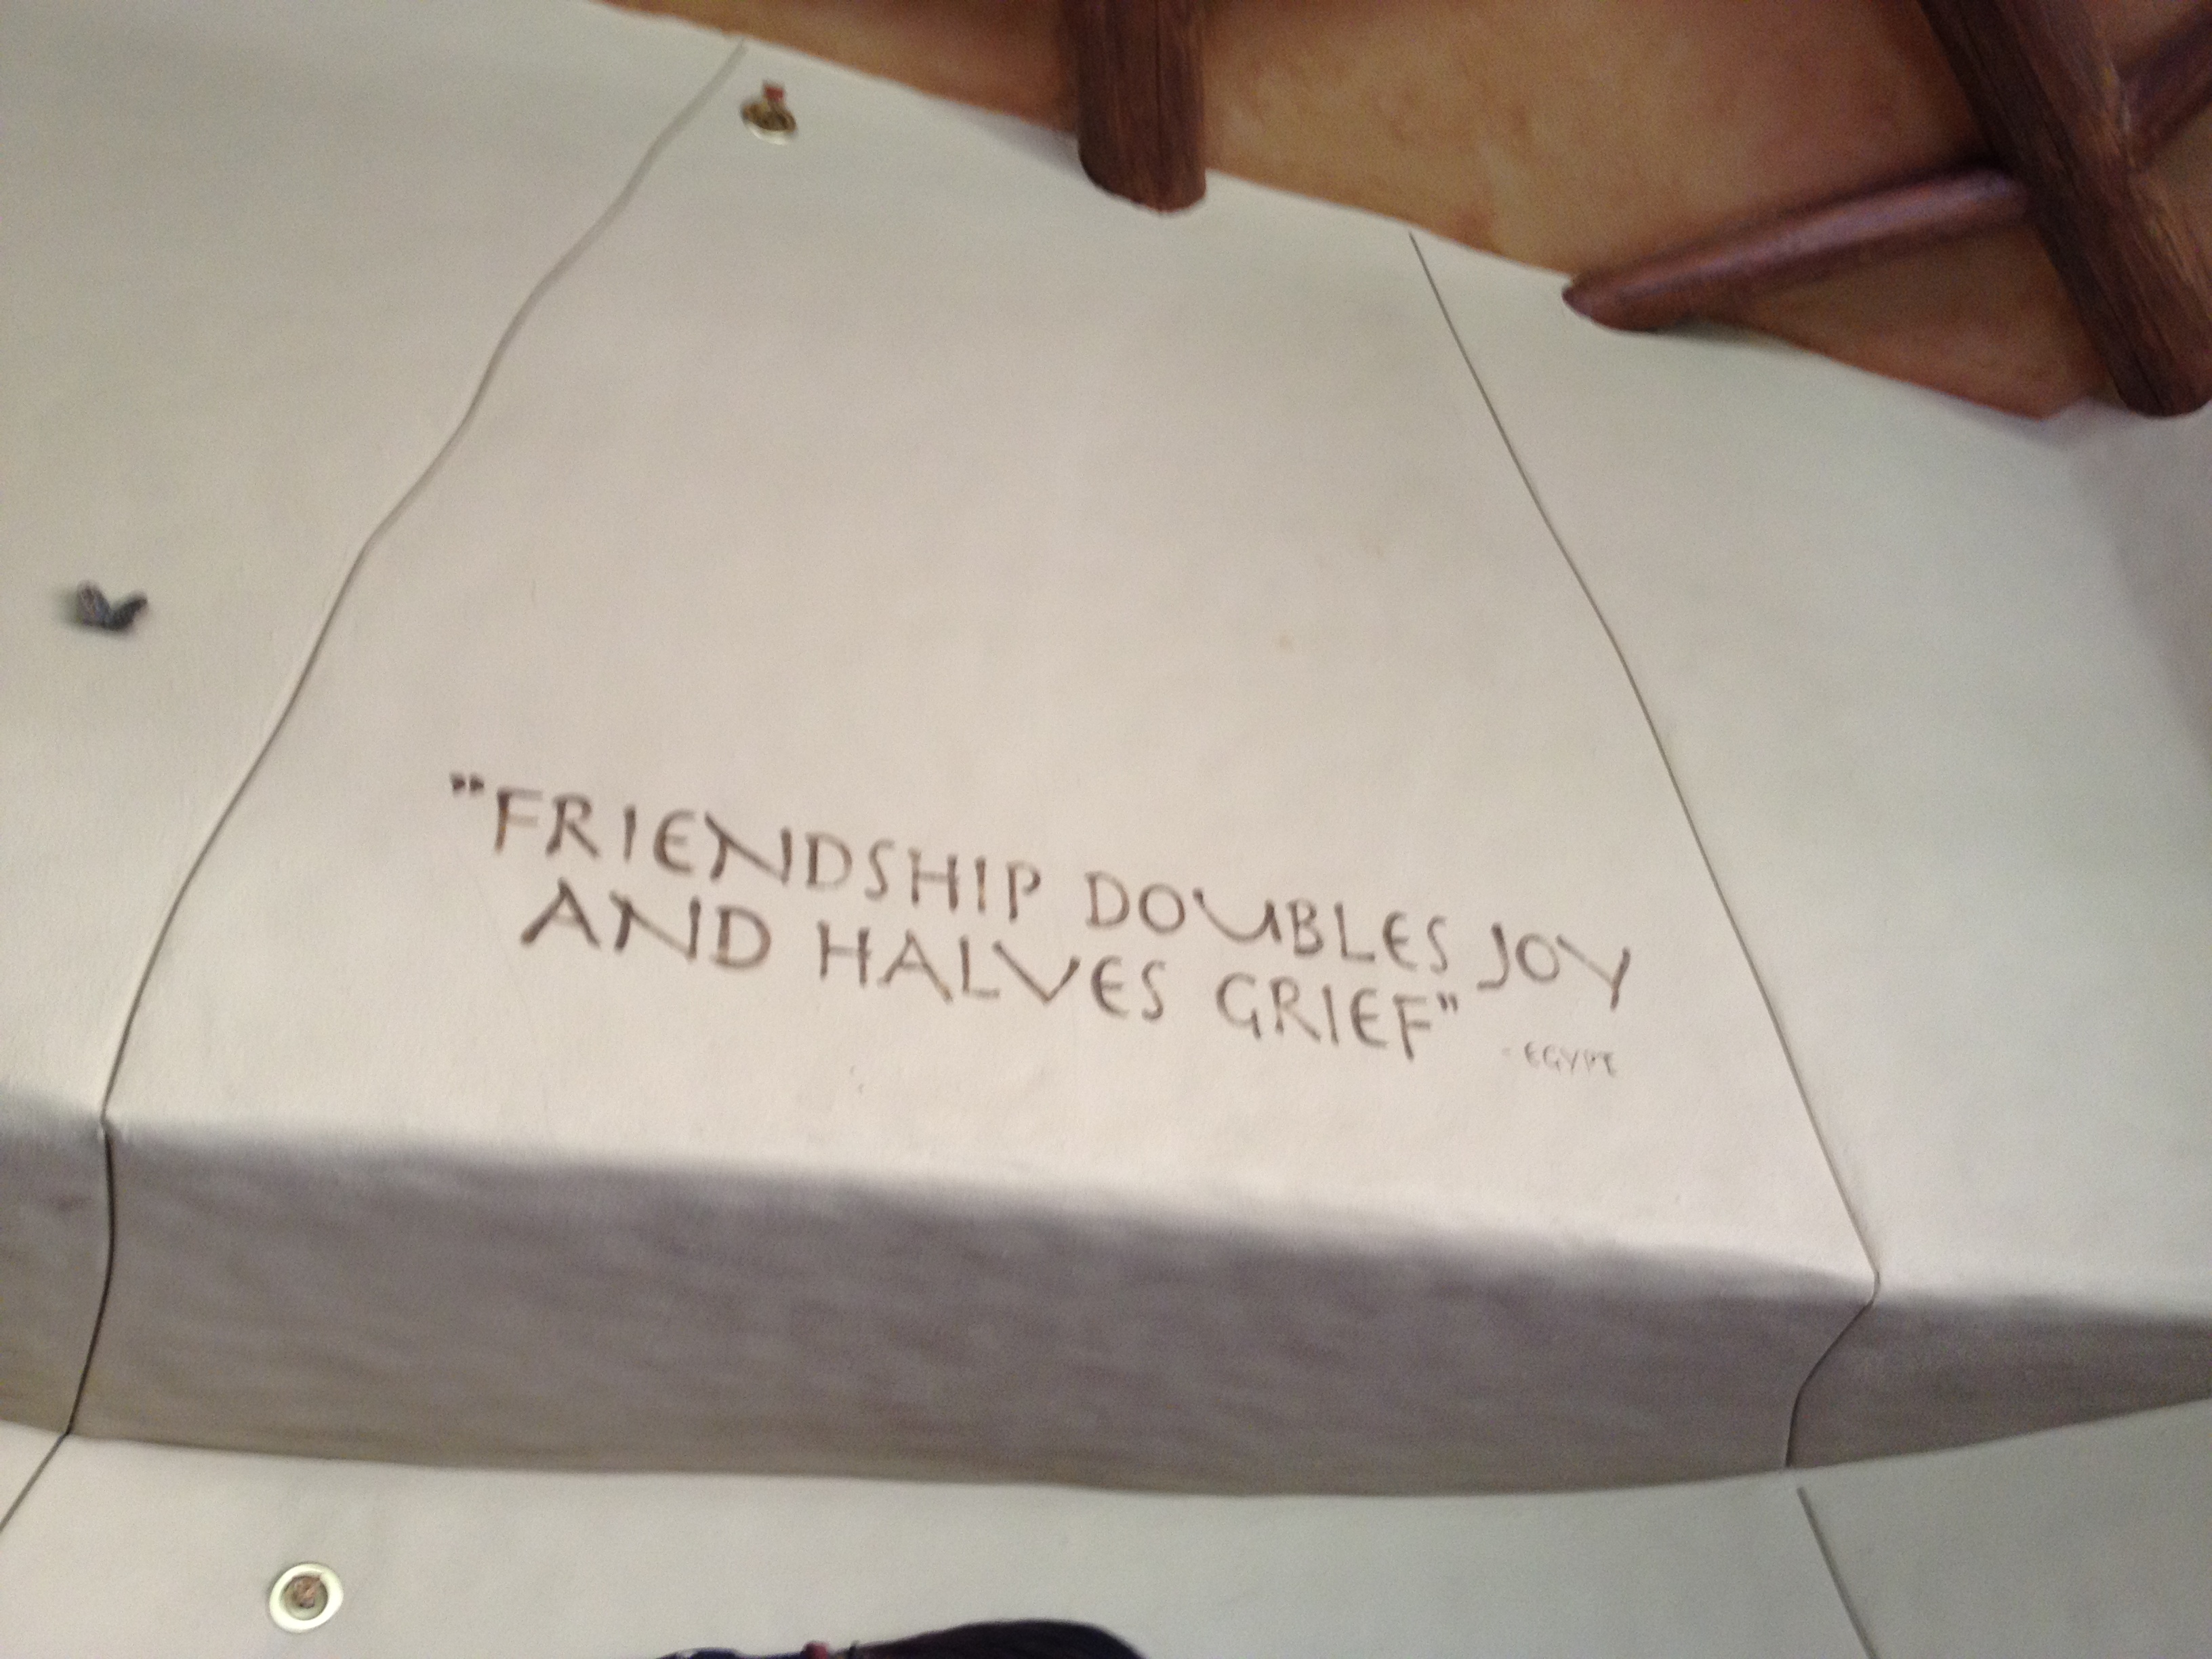 "FRIENDSHIP DOUBLES JOY
AND HALVES GRIEF"
- EGYPT